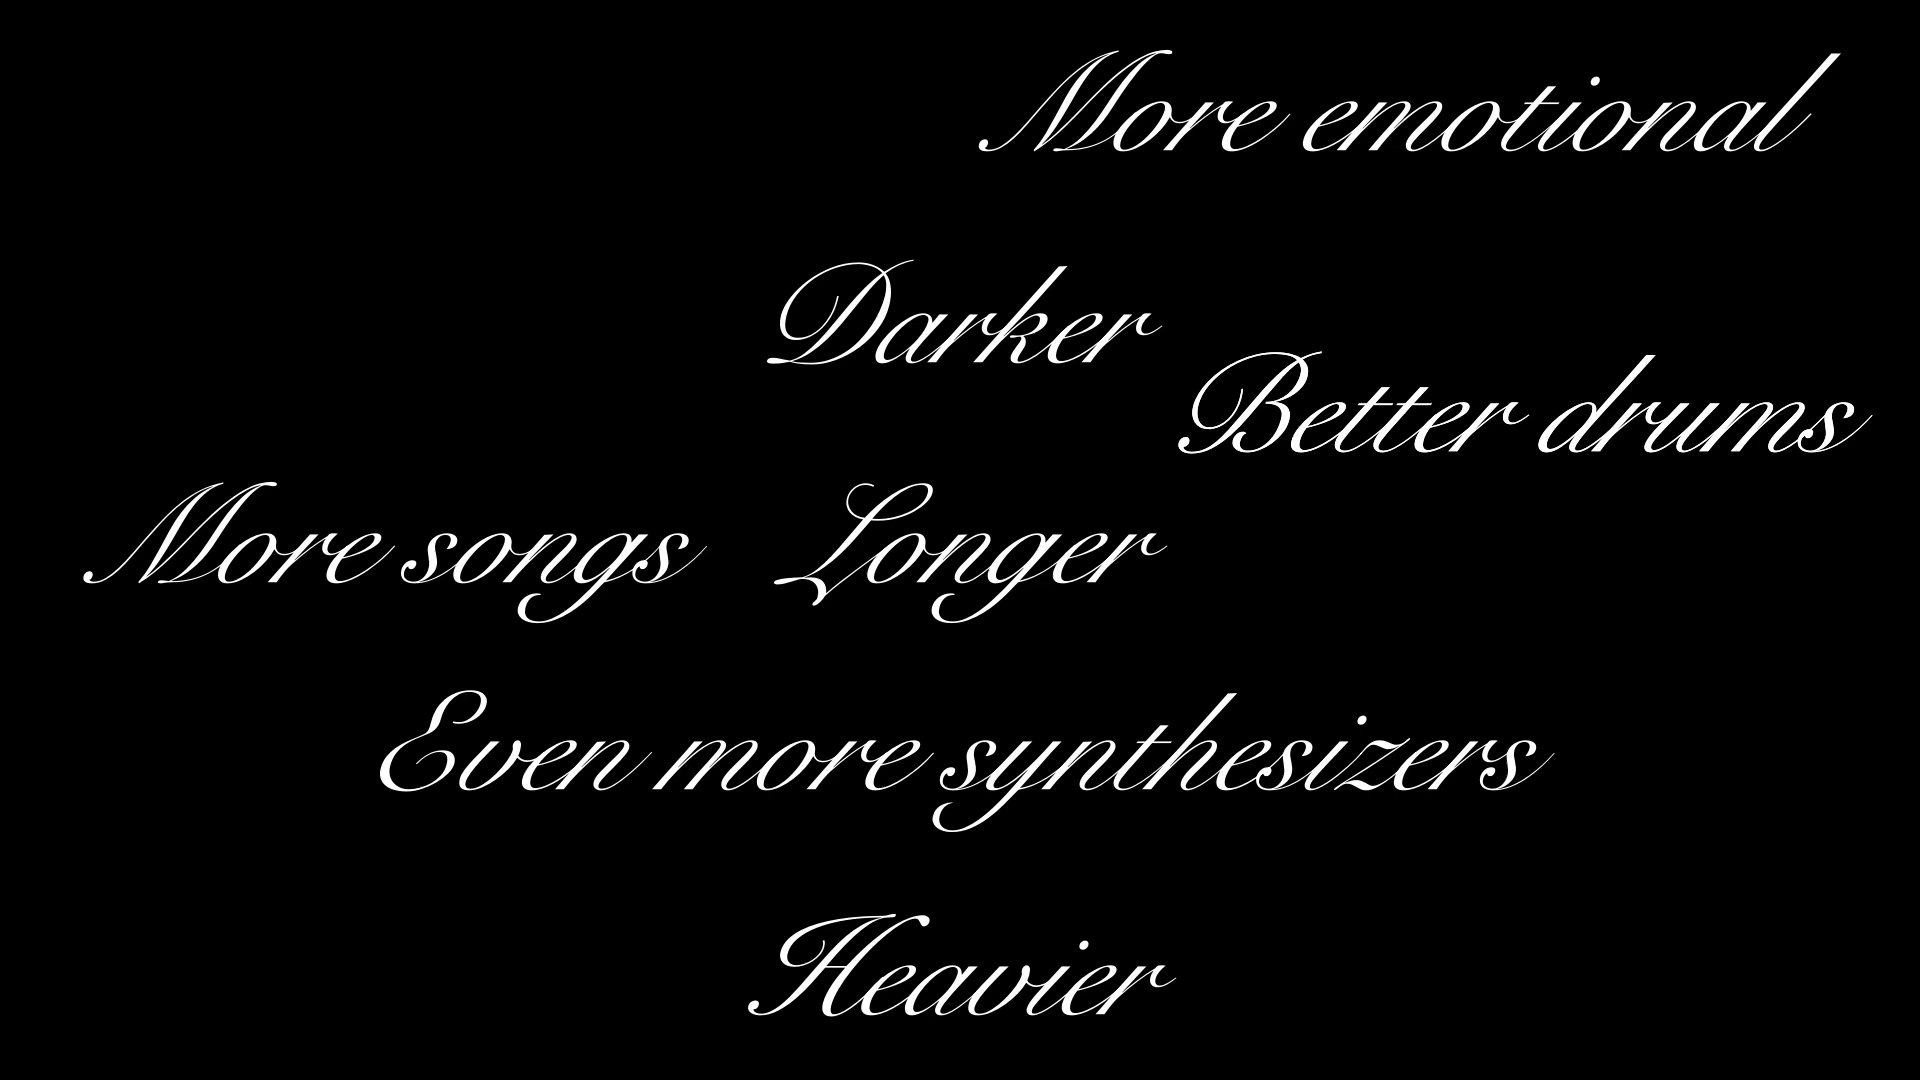 More emotional
Darker
Better drums
More songs
Longer
Even more synthesizers
Heavier